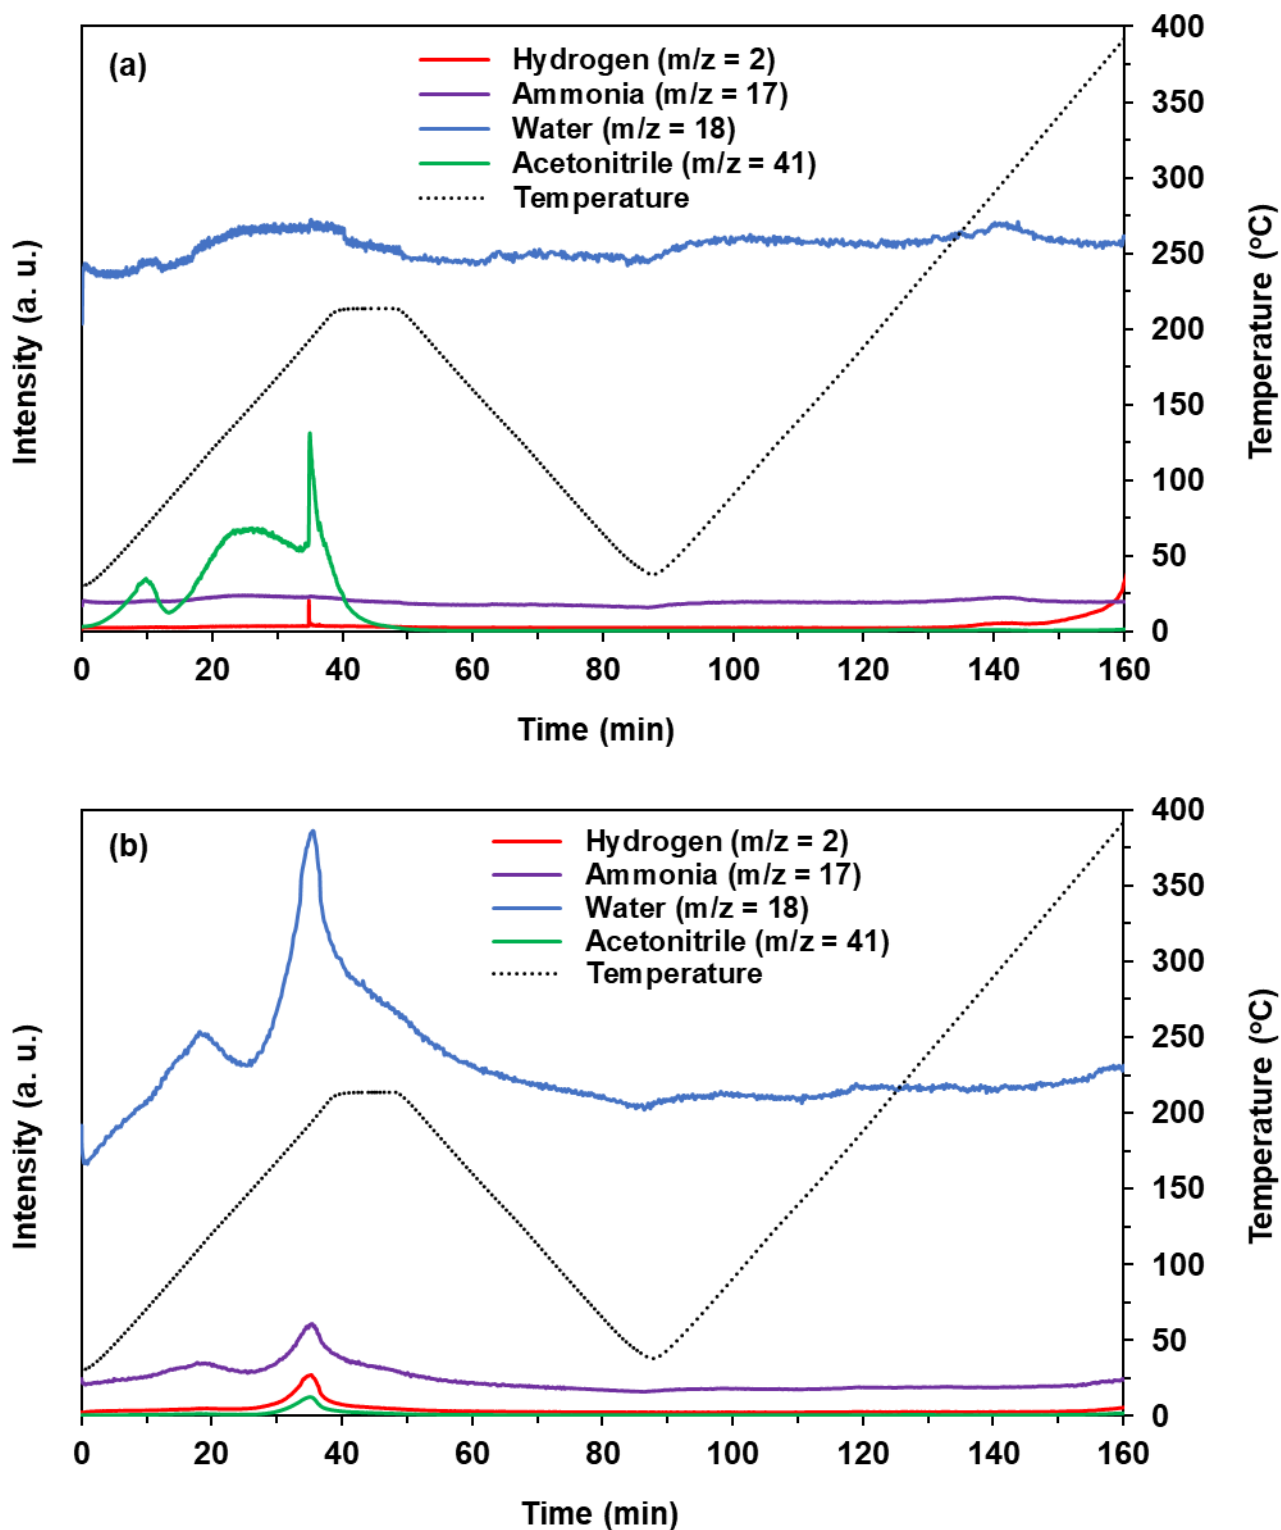 (a)
Hydrogen (m/z = 2)
Ammonia (m/z = 17)
Water (m/z = 18)
Acetonitrile (m/z = 41)
Temperature
Intensity (a. u.)
400
350
300
250
200
150
100
50
0
Temperature (°C)
0 20 40 60 80 100 120 140 160
Time (min)
(b)
Hydrogen (m/z = 2)
Ammonia (m/z = 17)
Water (m/z = 18)
Acetonitrile (m/z = 41)
Temperature
Intensity (a. u.)
400
350
300
250
200
150
100
50
0
Temperature (°C)
0 20 40 60 80 100 120 140 160
Time (min)